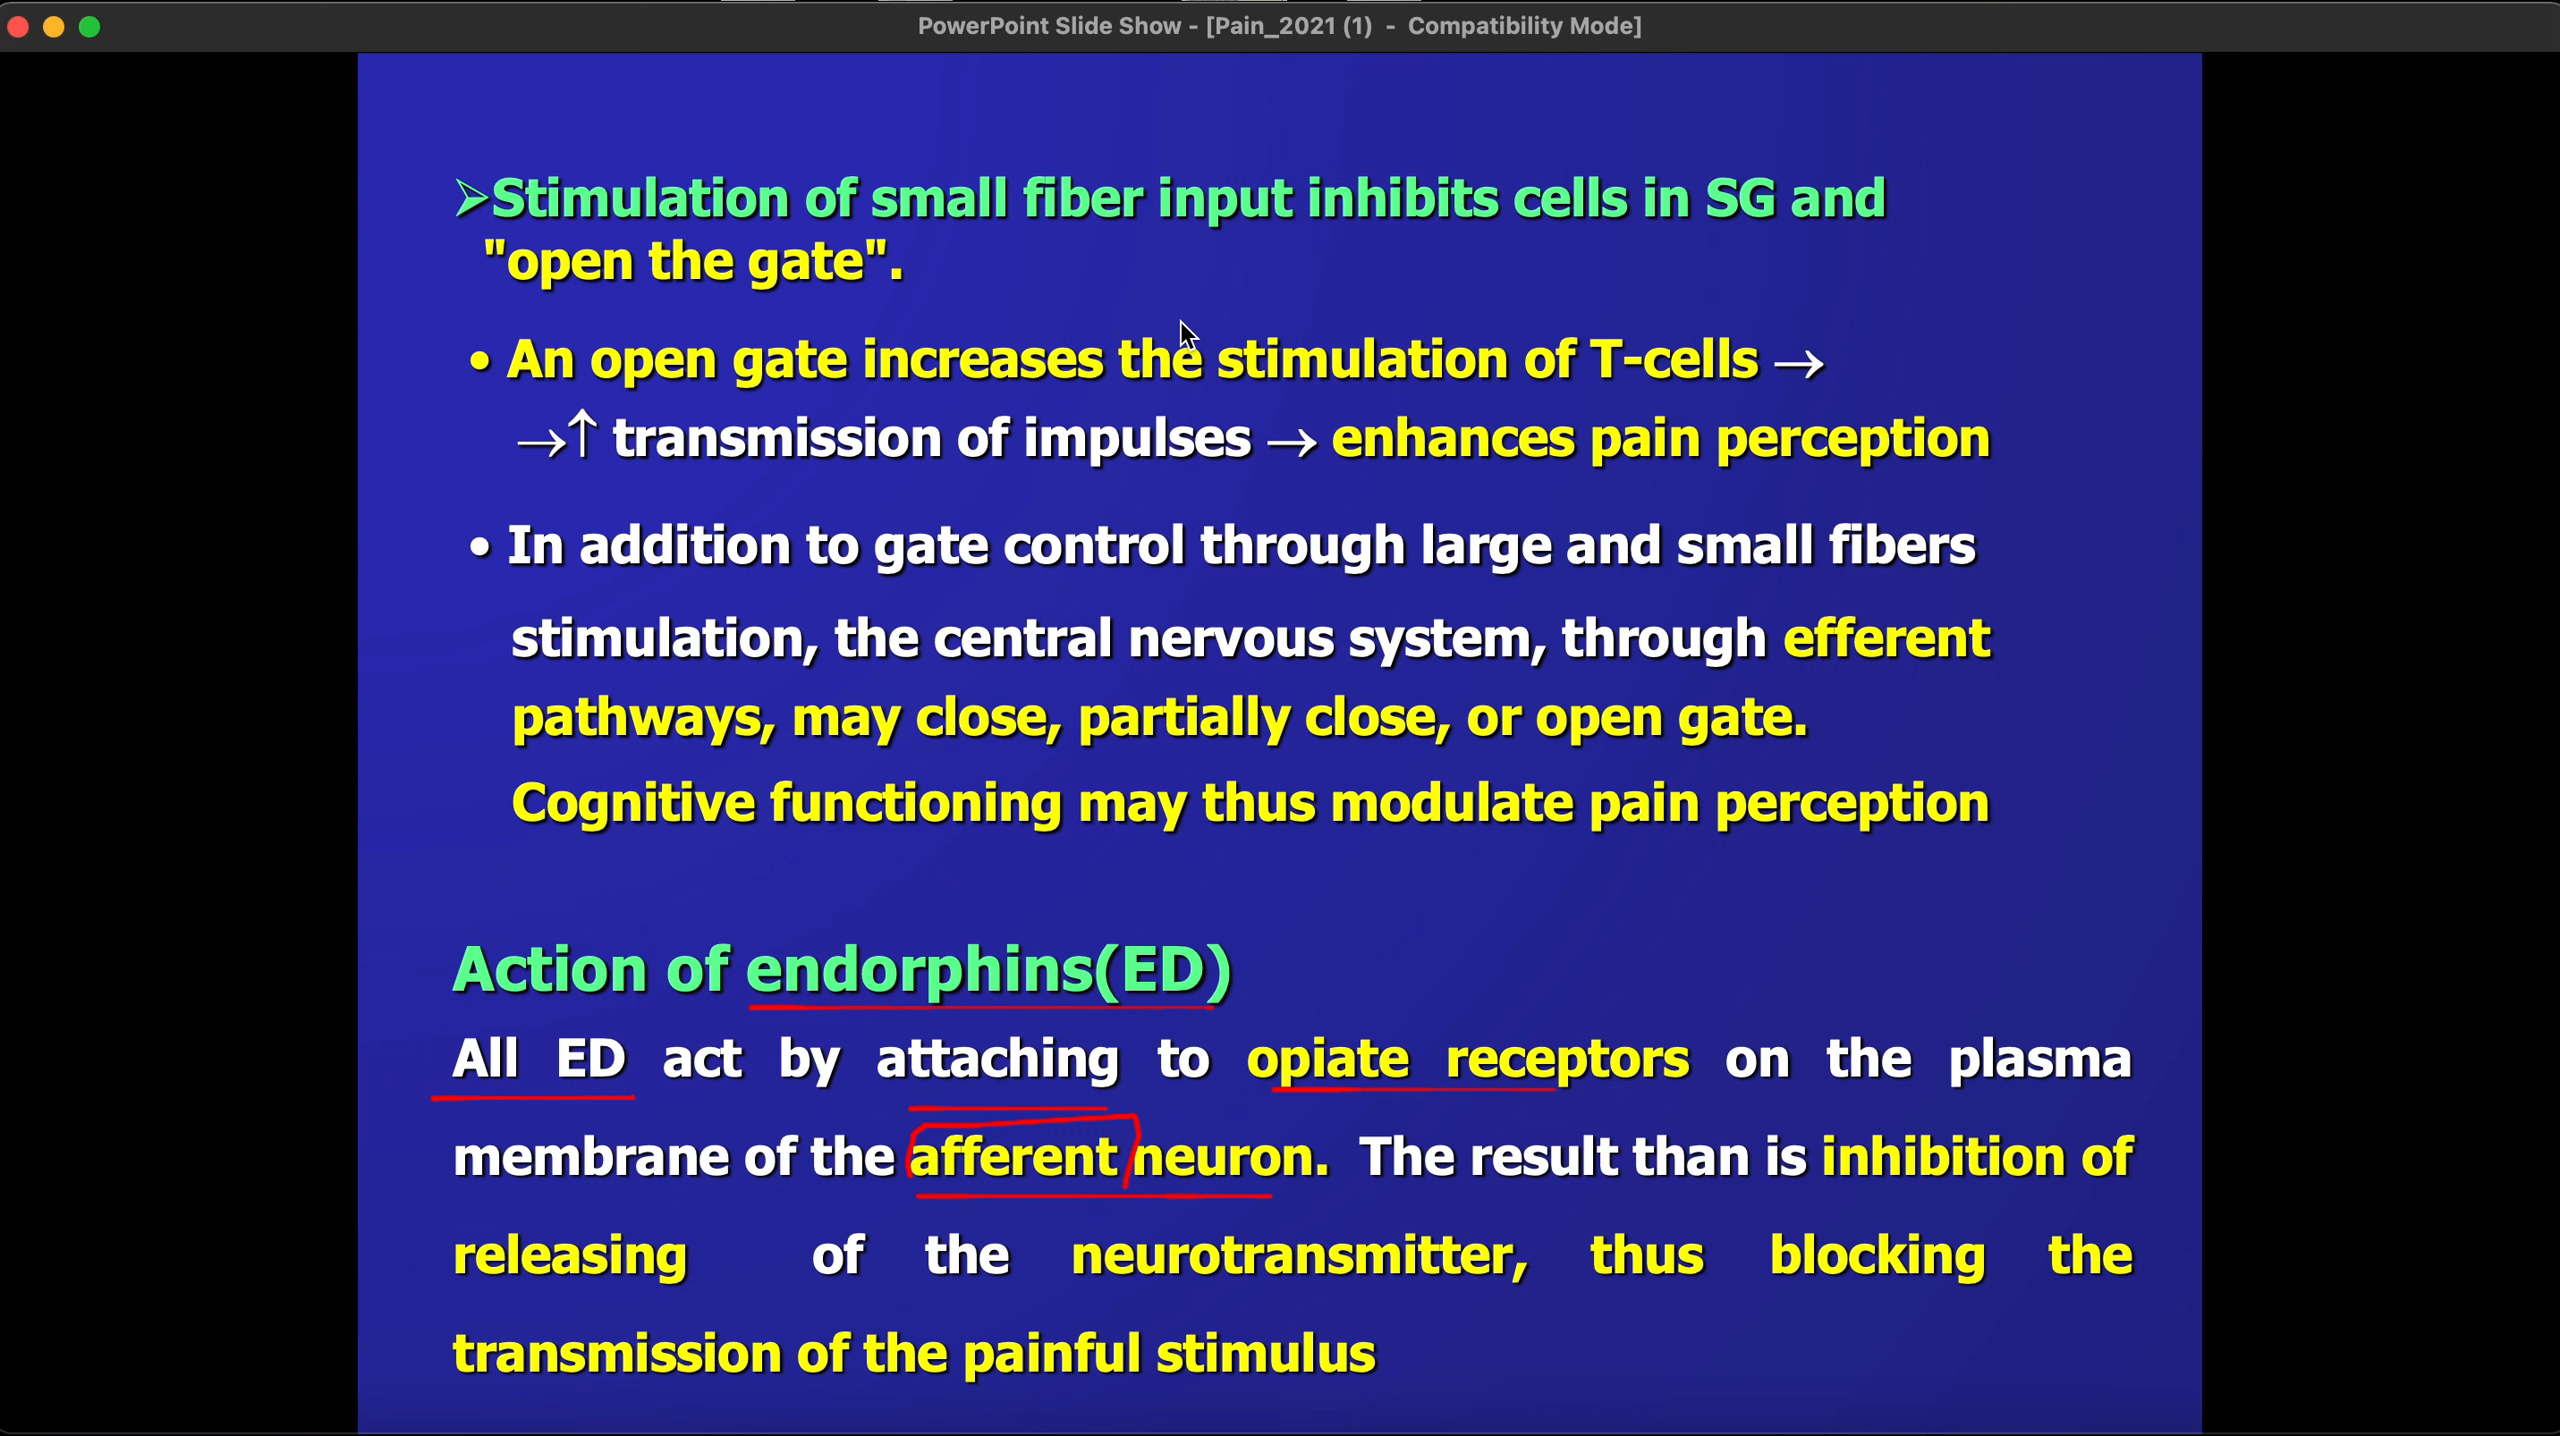 PowerPoint Slide Show - [Pain_2021 (1)  -  Compatibility Mode]
➢Stimulation of small fiber input inhibits cells in SG and
"open the gate".
• An open gate increases the stimulation of T-cells →
→↑ transmission of impulses → enhances pain perception
• In addition to gate control through large and small fibers
stimulation, the central nervous system, through efferent
pathways, may close, partially close, or open gate.
Cognitive functioning may thus modulate pain perception
Action of endorphins(ED)
All ED act by attaching to opiate receptors on the plasma
membrane of the afferent neuron. The result than is inhibition of
releasing of the neurotransmitter, thus blocking the
transmission of the painful stimulus